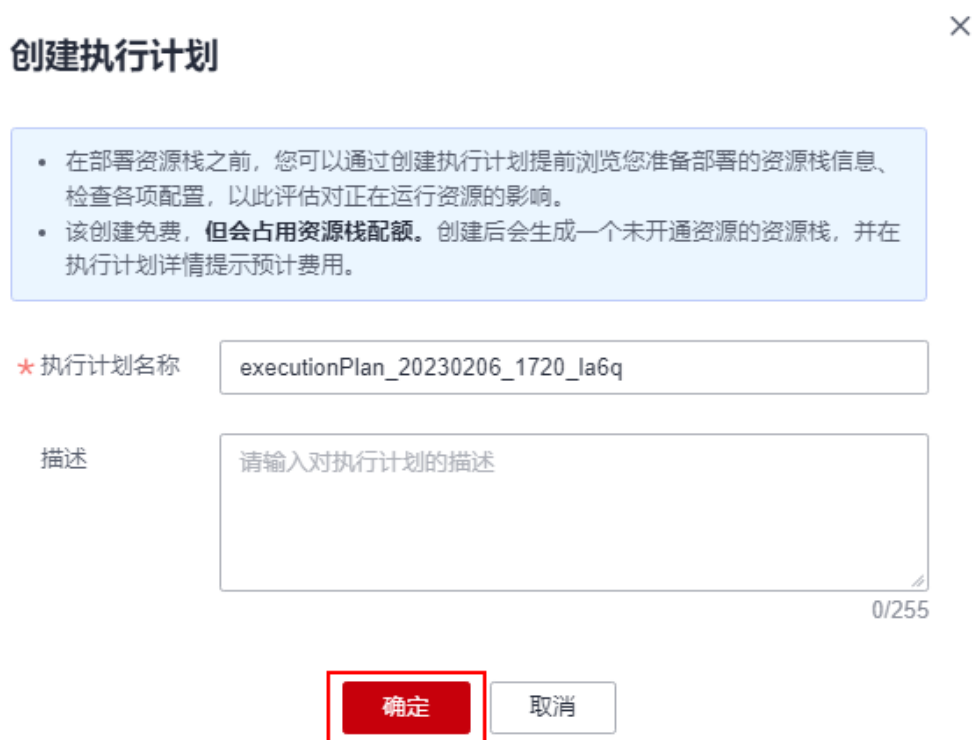 创建执行计划
• 在部署资源栈之前，您可以通过创建执行计划提前浏览您准备部署的资源栈信息、
检查各项配置，以此评估对正在运行资源的影响。
• 该创建免费，但会占用资源栈配额。创建后会生成一个未开通资源的资源栈，并在
执行计划详情提示预计费用。
* 执行计划名称 executionPlan_20230206_1720_la6q
描述 请输入对执行计划的描述
0/255
确定 取消